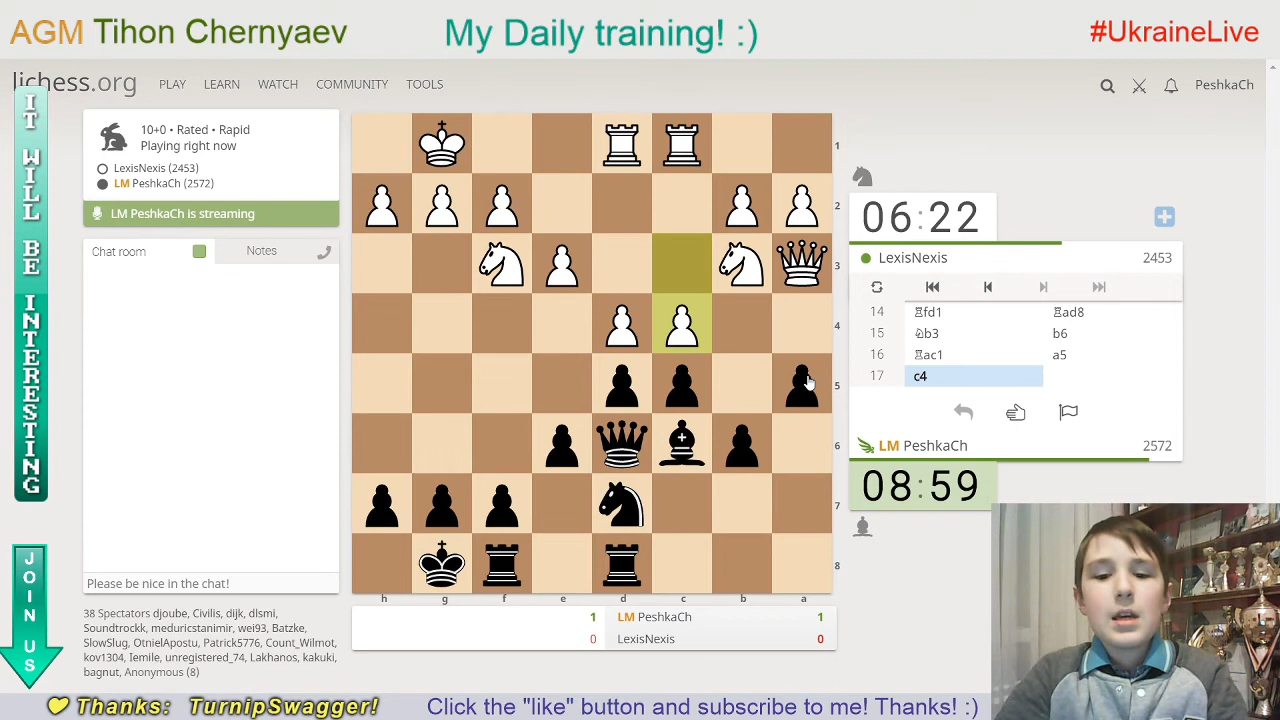 AGM Tihon Chernyaev
My Daily training! :)
#UkraineLive
lichess.org
PLAY
LEARN
WATCH
COMMUNITY
TOOLS
PeshkaCh
IT WILL BE INTERESTING
10+0 • Rated • Rapid
Playing right now
LexisNexis (2453)
LM PeshkaCh (2572)
LM PeshkaCh is streaming
Chat room
Notes
Please be nice in the chat!
38 Spectators djoube, Civilis, dijk, dlsmi,
Soundtrockk, meduricstanimir, wei93, Batzke,
SlowSlug, OtnielApostu, Patrick5776, Count_Wilmot,
kov1304, Iemile, unregistered_74, Lakhanos, kakuki,
bagnut, Anonymous (8)
JOIN US
1
2
3
4
5
6
7
8
h g f e d c b a
1 LM PeshkaCh 1
0 LexisNexis 0
06:22
LexisNexis 2453
14 ♖fd1 ♖ad8
15 ♘b3 b6
16 ♖ac1 a5
17 c4
LM PeshkaCh 2572
08:59
Thanks: TurnipSwagger!
Click the "like" button and subscribe to me! Thanks! :)